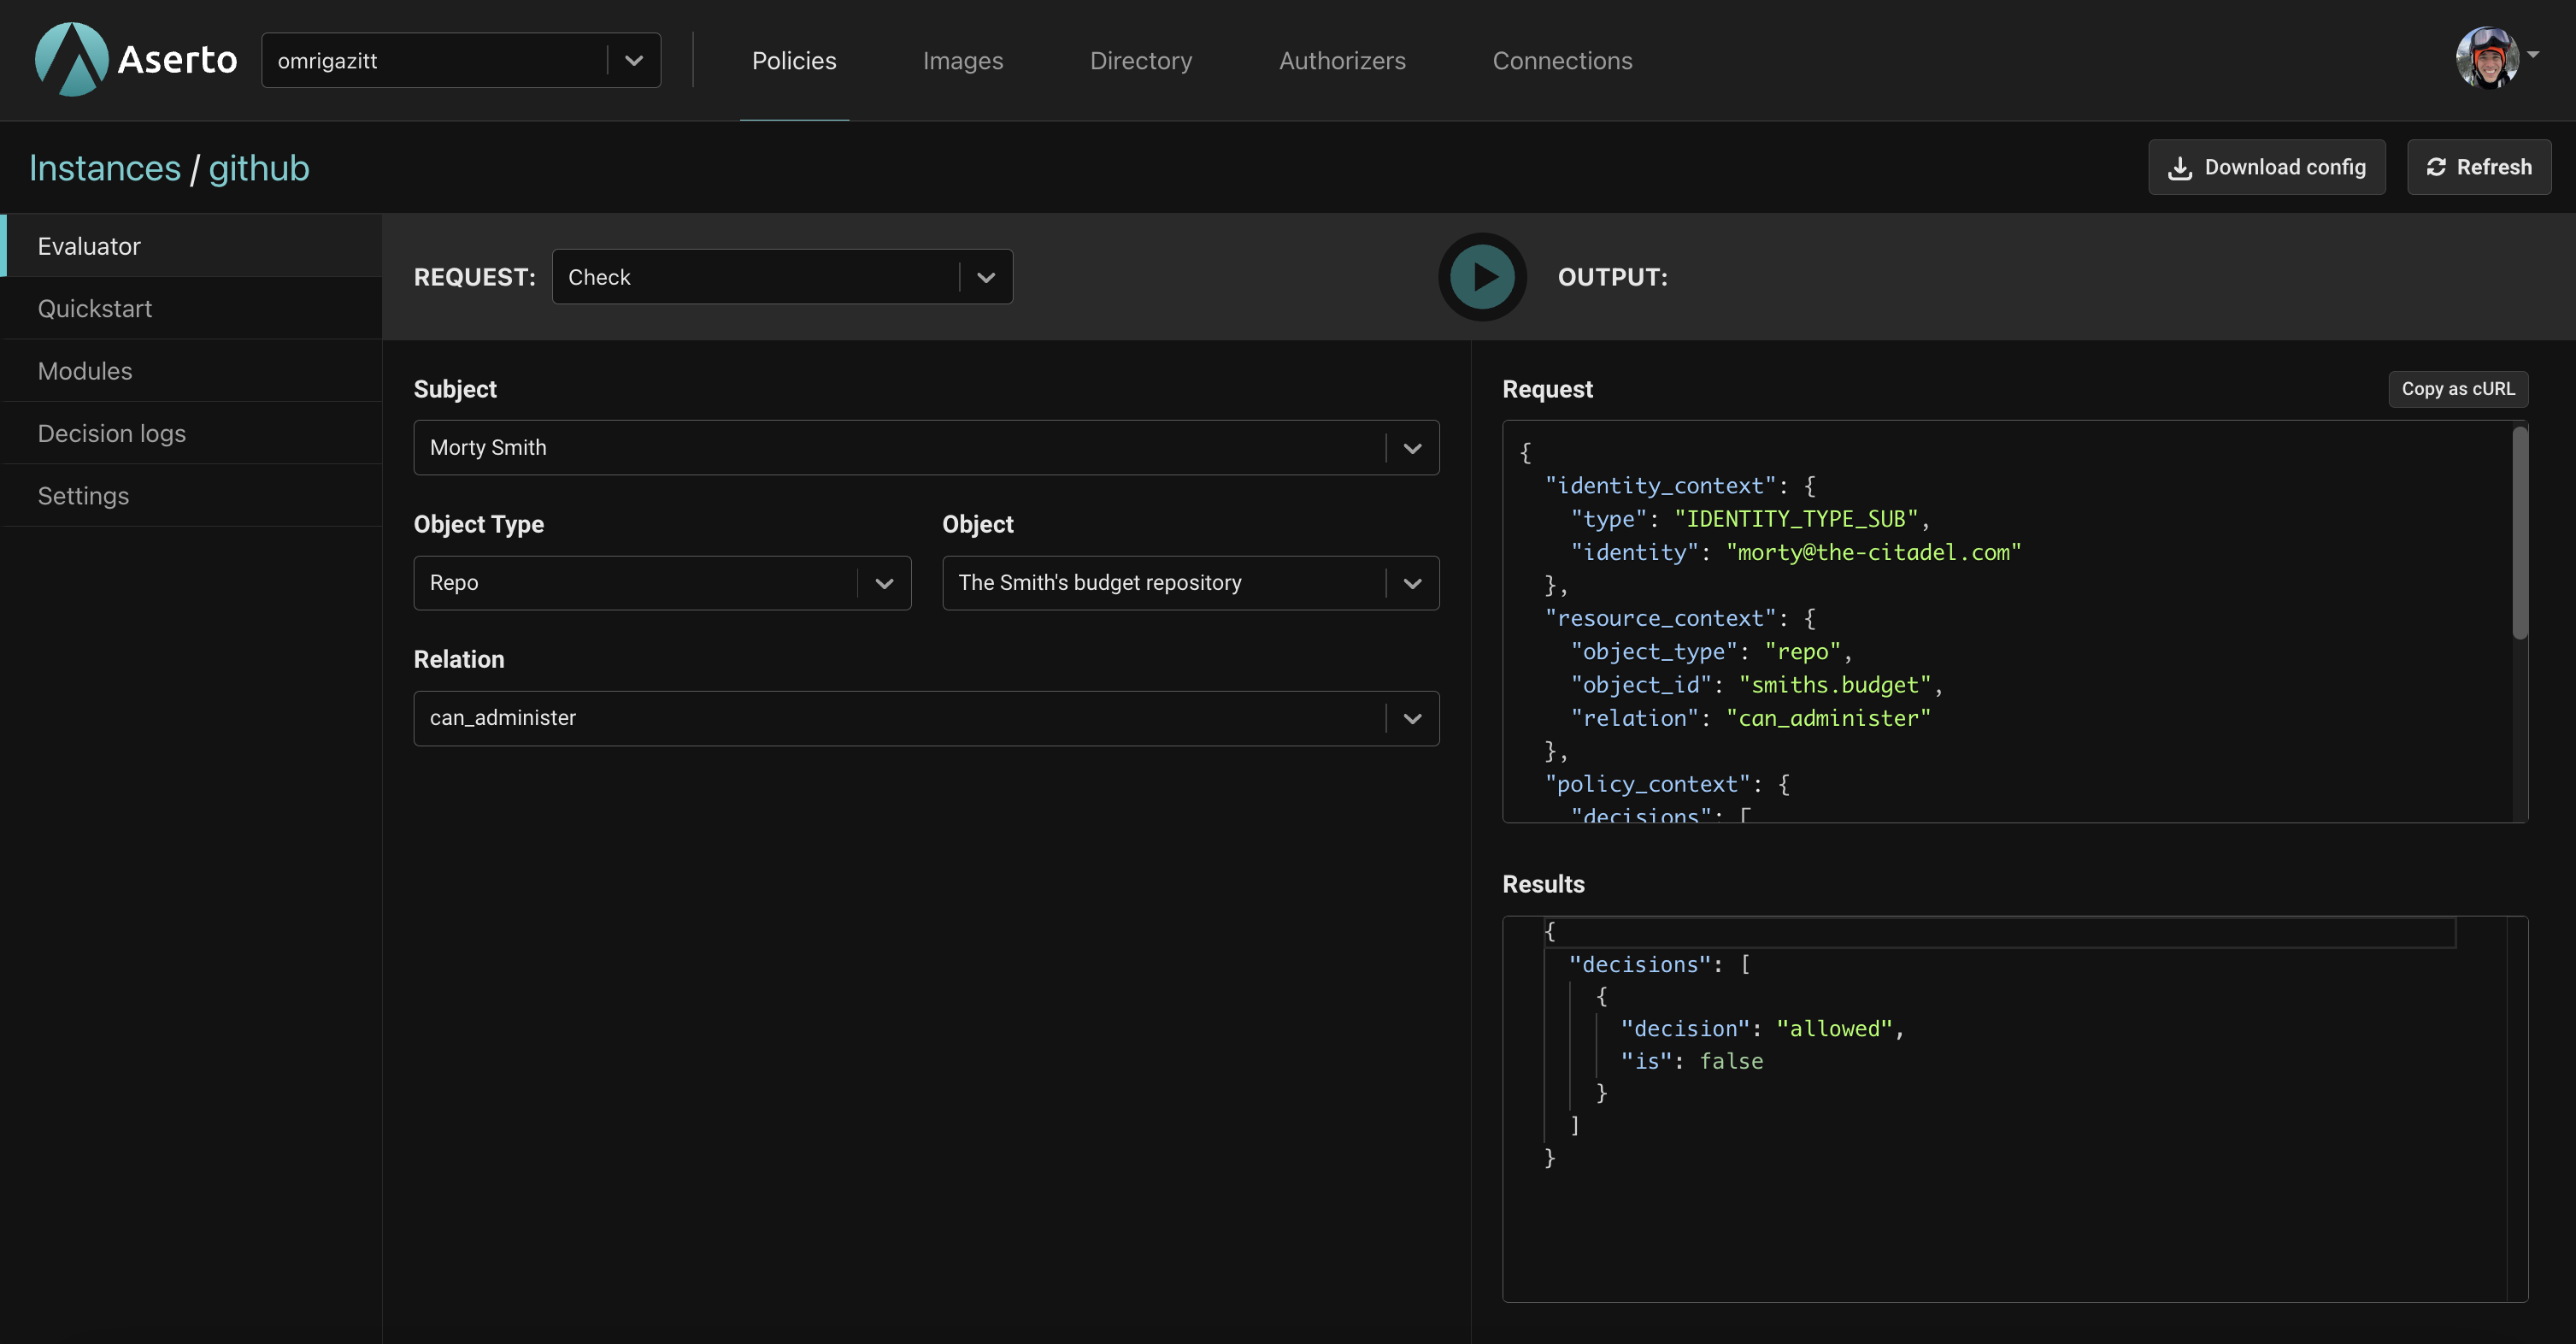 Aserto
omrigazitt
Policies
Images
Directory
Authorizers
Connections
Instances / github
Download config
Refresh
Evaluator
Quickstart
Modules
Decision logs
Settings
REQUEST:
Check
OUTPUT:
Subject
Morty Smith
Object Type
Object
Repo
The Smith's budget repository
Relation
can_administer
Request
Copy as cURL
{
"identity_context": {
"type": "IDENTITY_TYPE_SUB",
"identity": "morty@the-citadel.com"
},
"resource_context": {
"object_type": "repo",
"object_id": "smiths.budget",
"relation": "can_administer"
},
"policy_context": {
"decisions": [
Results
{
"decisions": [
{
"decision": "allowed",
"is": false
}
]
}